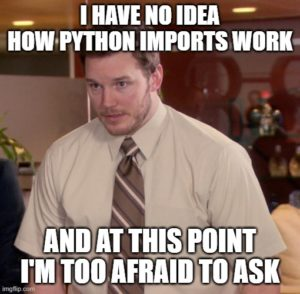 I HAVE NO IDEA
HOW PYTHON IMPORTS WORK
AND AT THIS POINT
I'M TOO AFRAID TO ASK
imgflip.com